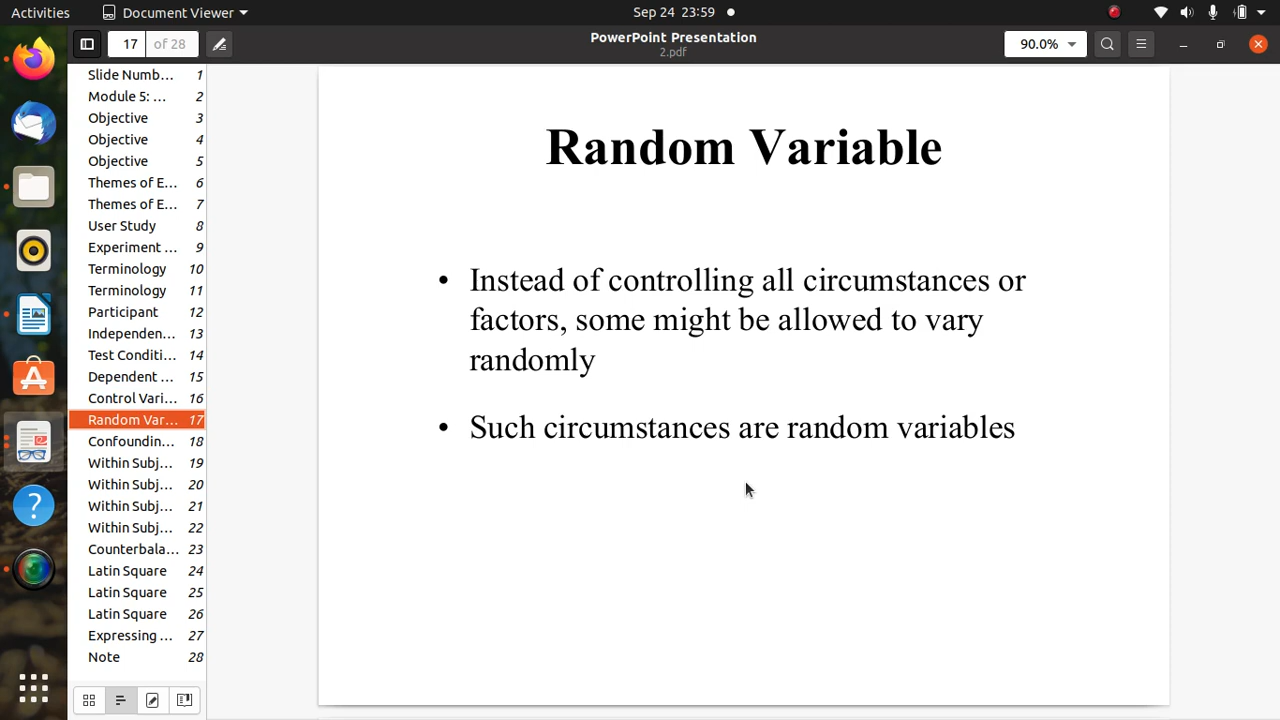 Activities
Document Viewer
Sep 24 23:59
17 of 28
PowerPoint Presentation
2.pdf
90.0%
Slide Numb... 1
Module 5: ... 2
Objective 3
Objective 4
Objective 5
Themes of E... 6
Themes of E... 7
User Study 8
Experiment ... 9
Terminology 10
Terminology 11
Participant 12
Independen... 13
Test Conditi... 14
Dependent ... 15
Control Vari... 16
Random Var... 17
Confoundin... 18
Within Subj... 19
Within Subj... 20
Within Subj... 21
Within Subj... 22
Counterbala... 23
Latin Square 24
Latin Square 25
Latin Square 26
Expressing ... 27
Note 28
Random Variable
• Instead of controlling all circumstances or
factors, some might be allowed to vary
randomly
• Such circumstances are random variables